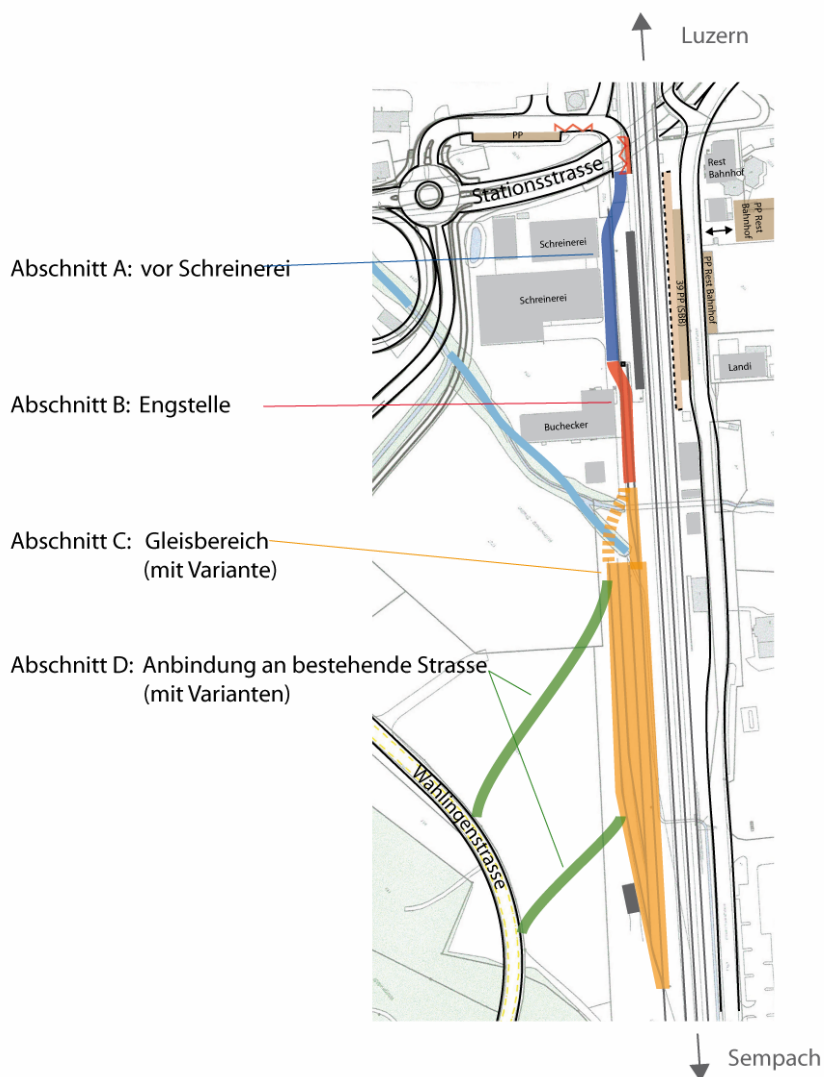 Luzern
PP
Stationsstrasse
Rest
Bahnhof
PP Rest
Bahnhof
Schreinerei
Abschnitt A: vor Schreinerei
Schreinerei
39 PP (SBB)
PP Rest Bahnhof
Landi
Abschnitt B: Engstelle
Buchecker
Abschnitt C: Gleisbereich
(mit Variante)
Abschnitt D: Anbindung an bestehende Strasse
(mit Varianten)
Wahlingenstrasse
Sempach